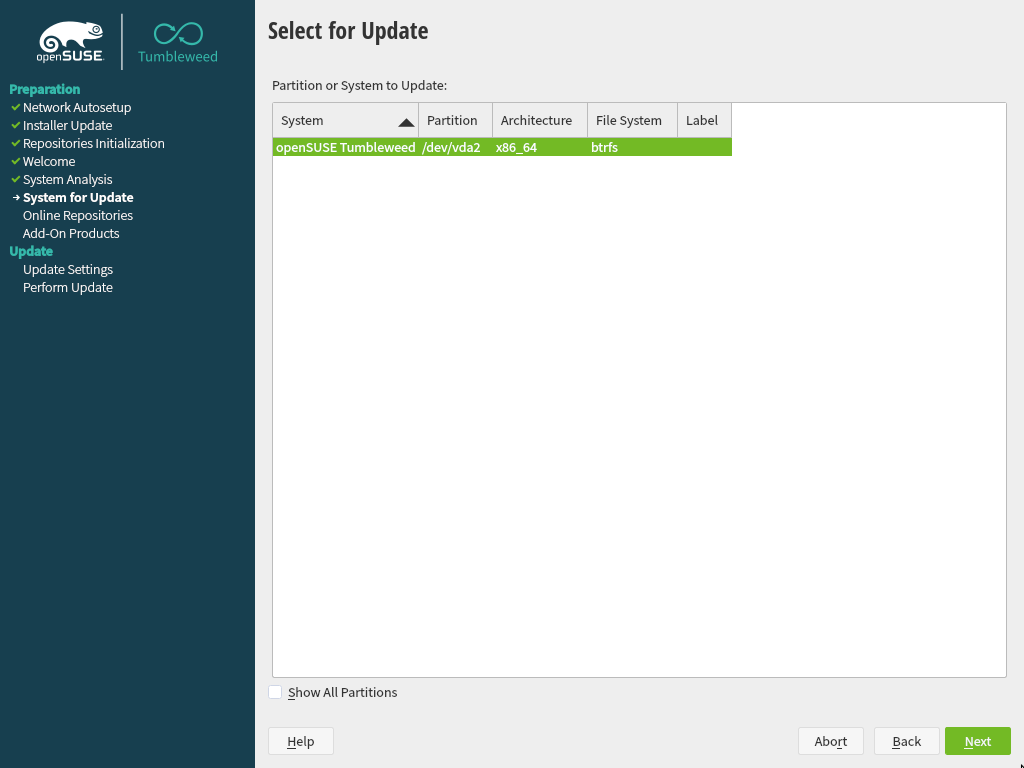 openSUSE
Tumbleweed
Preparation
Network Autosetup
Installer Update
Repositories Initialization
Welcome
System Analysis
System for Update
Online Repositories
Add-On Products
Update
Update Settings
Perform Update
Select for Update
Partition or System to Update:
System Partition Architecture File System Label
openSUSE Tumbleweed /dev/vda2 x86_64 btrfs
Show All Partitions
Help Abort Back Next